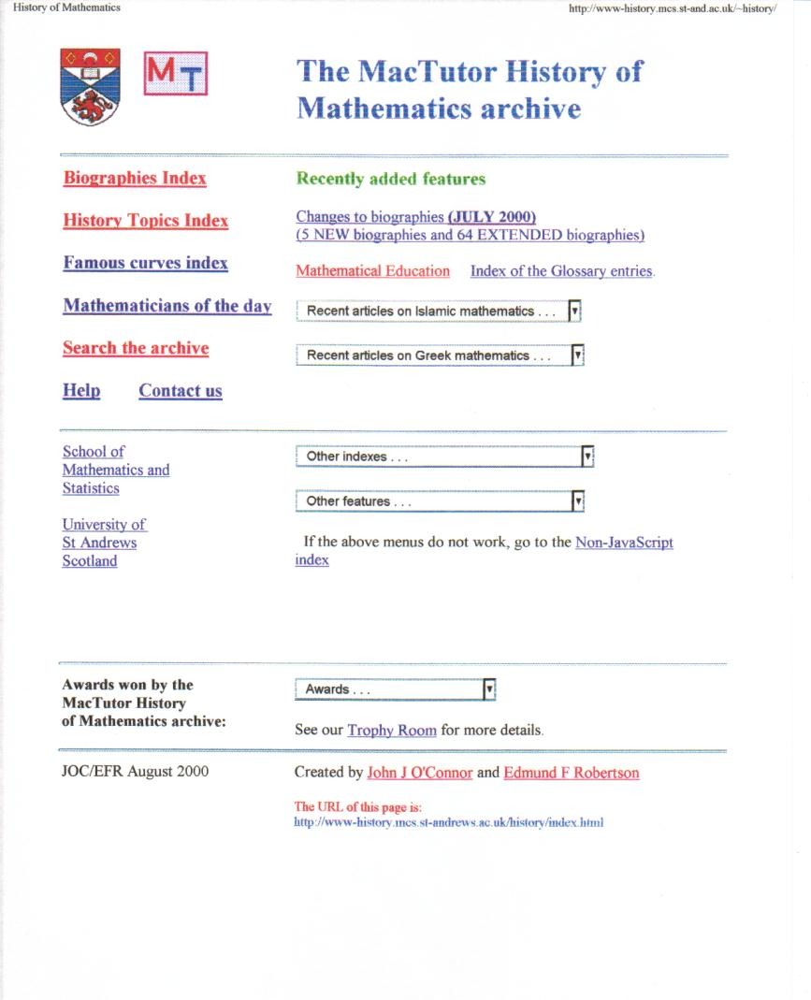 History of Mathematics
http://www-history.mcs.st-and.ac.uk/~history/
M T
The MacTutor History of
Mathematics archive
Biographies Index
Recently added features
History Topics Index
Changes to biographies (JULY 2000)
(5 NEW biographies and 64 EXTENDED biographies)
Famous curves index
Mathematical Education Index of the Glossary entries.
Mathematicians of the day
Recent articles on Islamic mathematics . . .
Search the archive
Recent articles on Greek mathematics . . .
Help Contact us
School of
Mathematics and
Statistics
University of
St Andrews
Scotland
Other indexes . . .
Other features . . .
If the above menus do not work, go to the Non-JavaScript
index
Awards won by the
MacTutor History
of Mathematics archive:
Awards . . .
See our Trophy Room for more details.
JOC/EFR August 2000
Created by John J O'Connor and Edmund F Robertson
The URL of this page is:
http://www-history.mcs.st-andrews.ac.uk/history/index.html